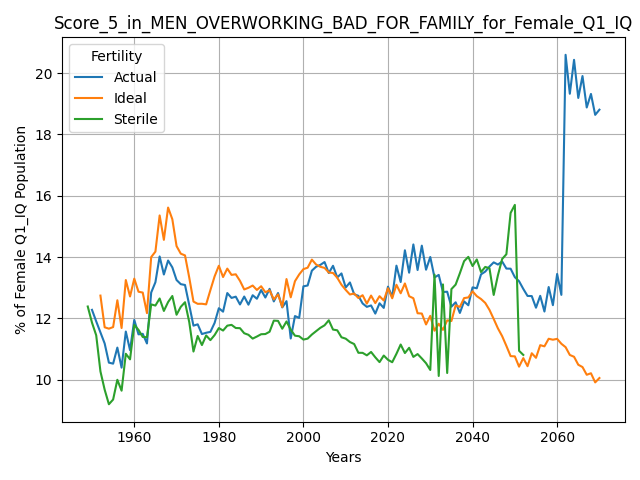 Score_5_in_MEN_OVERWORKING_BAD_FOR_FAMILY_for_Female_Q1_IQ
Fertility
Actual
Ideal
Sterile
% of Female Q1_IQ Population
20
18
16
14
12
10
1960
1980
2000
2020
2040
2060
Years